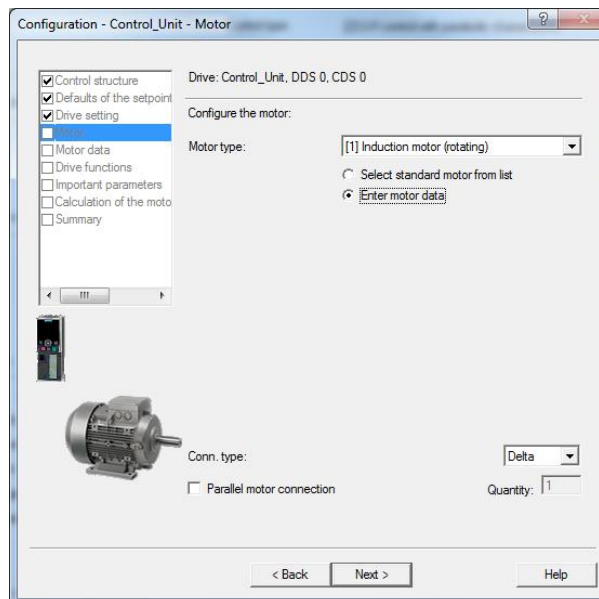 Configuration - Control_Unit - Motor
Control structure
Defaults of the setpoint
Drive setting
Motor
Motor data
Drive functions
Important parameters
Calculation of the moto
Summary
Drive: Control_Unit, DDS 0, CDS 0
Configure the motor:
Motor type: [1] Induction motor (rotating)
Select standard motor from list
Enter motor data
Conn. type: Delta
Parallel motor connection Quantity: 1
< Back Next > Help